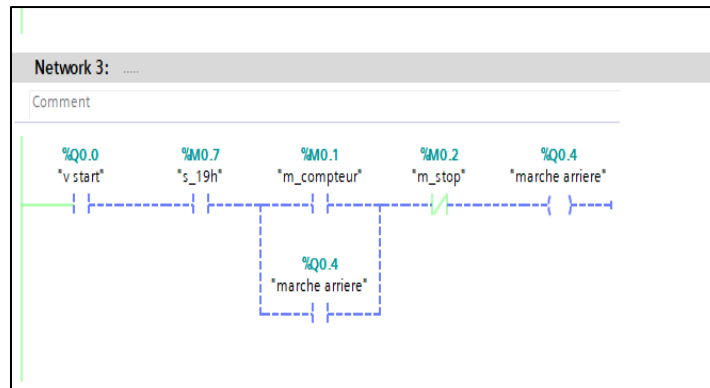 Network 3: .....
Comment
%Q0.0 %M0.7 %M0.1 %M0.2 %Q0.4
"v start" "s_19h" "m_compteur" "m_stop" "marche arriere"
%Q0.4
"marche arriere"